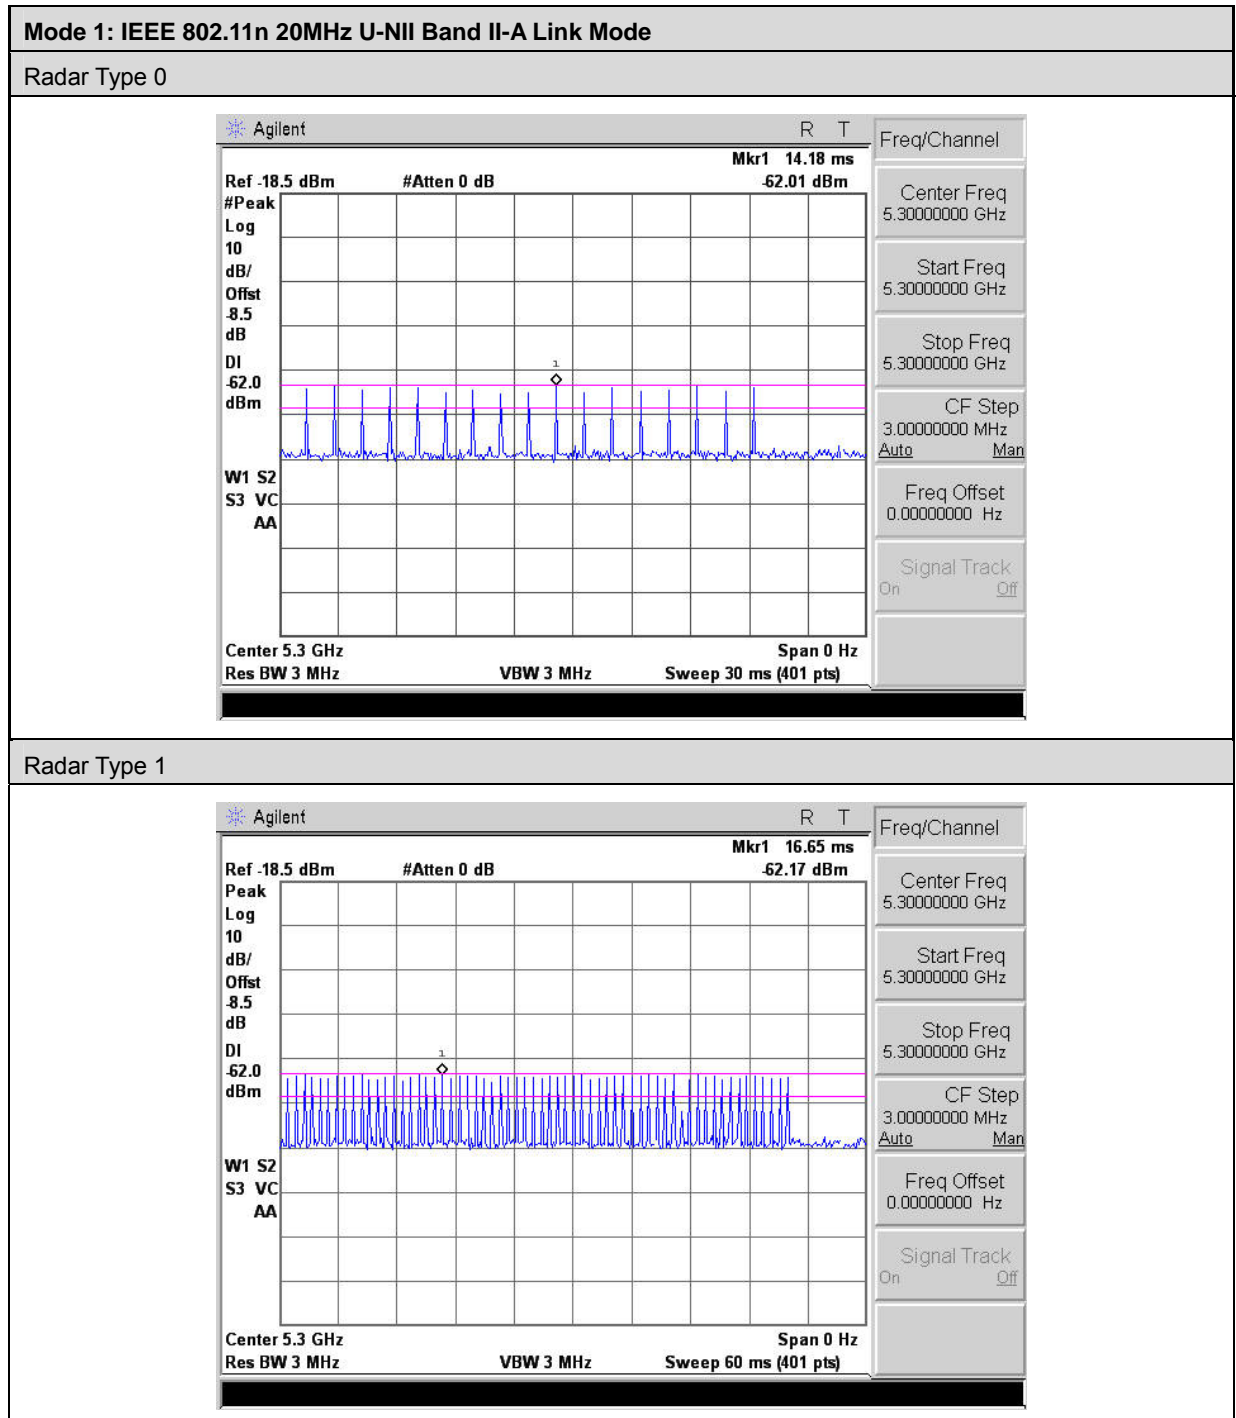 Mode 1: IEEE 802.11n 20MHz U-NII Band II-A Link Mode
Radar Type 0
Agilent R T
Freq/Channel
Mkr1 14.18 ms
Ref -18.5 dBm #Atten 0 dB -62.01 dBm
#Peak
Log
10
dB/
Offst
-8.5
dB
DI
-62.0
dBm
1
W1 S2
S3 VC
AA
Center 5.3 GHz Span 0 Hz
Res BW 3 MHz VBW 3 MHz Sweep 30 ms (401 pts)
Center Freq
5.30000000 GHz
Start Freq
5.30000000 GHz
Stop Freq
5.30000000 GHz
CF Step
3.00000000 MHz
Auto Man
Freq Offset
0.00000000 Hz
Signal Track
On Off
Radar Type 1
Agilent R T
Freq/Channel
Mkr1 16.65 ms
Ref -18.5 dBm #Atten 0 dB -62.17 dBm
Peak
Log
10
dB/
Offst
-8.5
dB
DI
-62.0
dBm
1
W1 S2
S3 VC
AA
Center 5.3 GHz Span 0 Hz
Res BW 3 MHz VBW 3 MHz Sweep 60 ms (401 pts)
Center Freq
5.30000000 GHz
Start Freq
5.30000000 GHz
Stop Freq
5.30000000 GHz
CF Step
3.00000000 MHz
Auto Man
Freq Offset
0.00000000 Hz
Signal Track
On Off